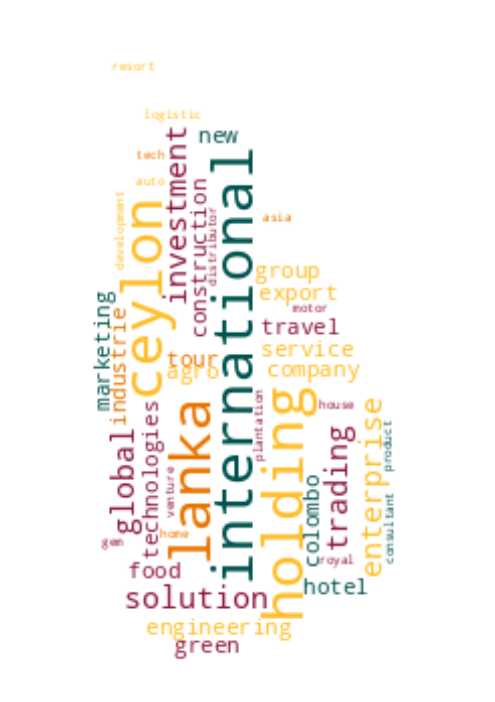 resort
logistic
new
investment
tech
auto
construction
distributor
development
ceylon
international
asia
group
export
motor
marketing
industrie
travel
tour
service
agro
company
holding
house
plantation
lanka
technologies
global
enterprise
product
trading
venture
colombo
consultant
home
gem
royal
food
hotel
solution
engineering
green